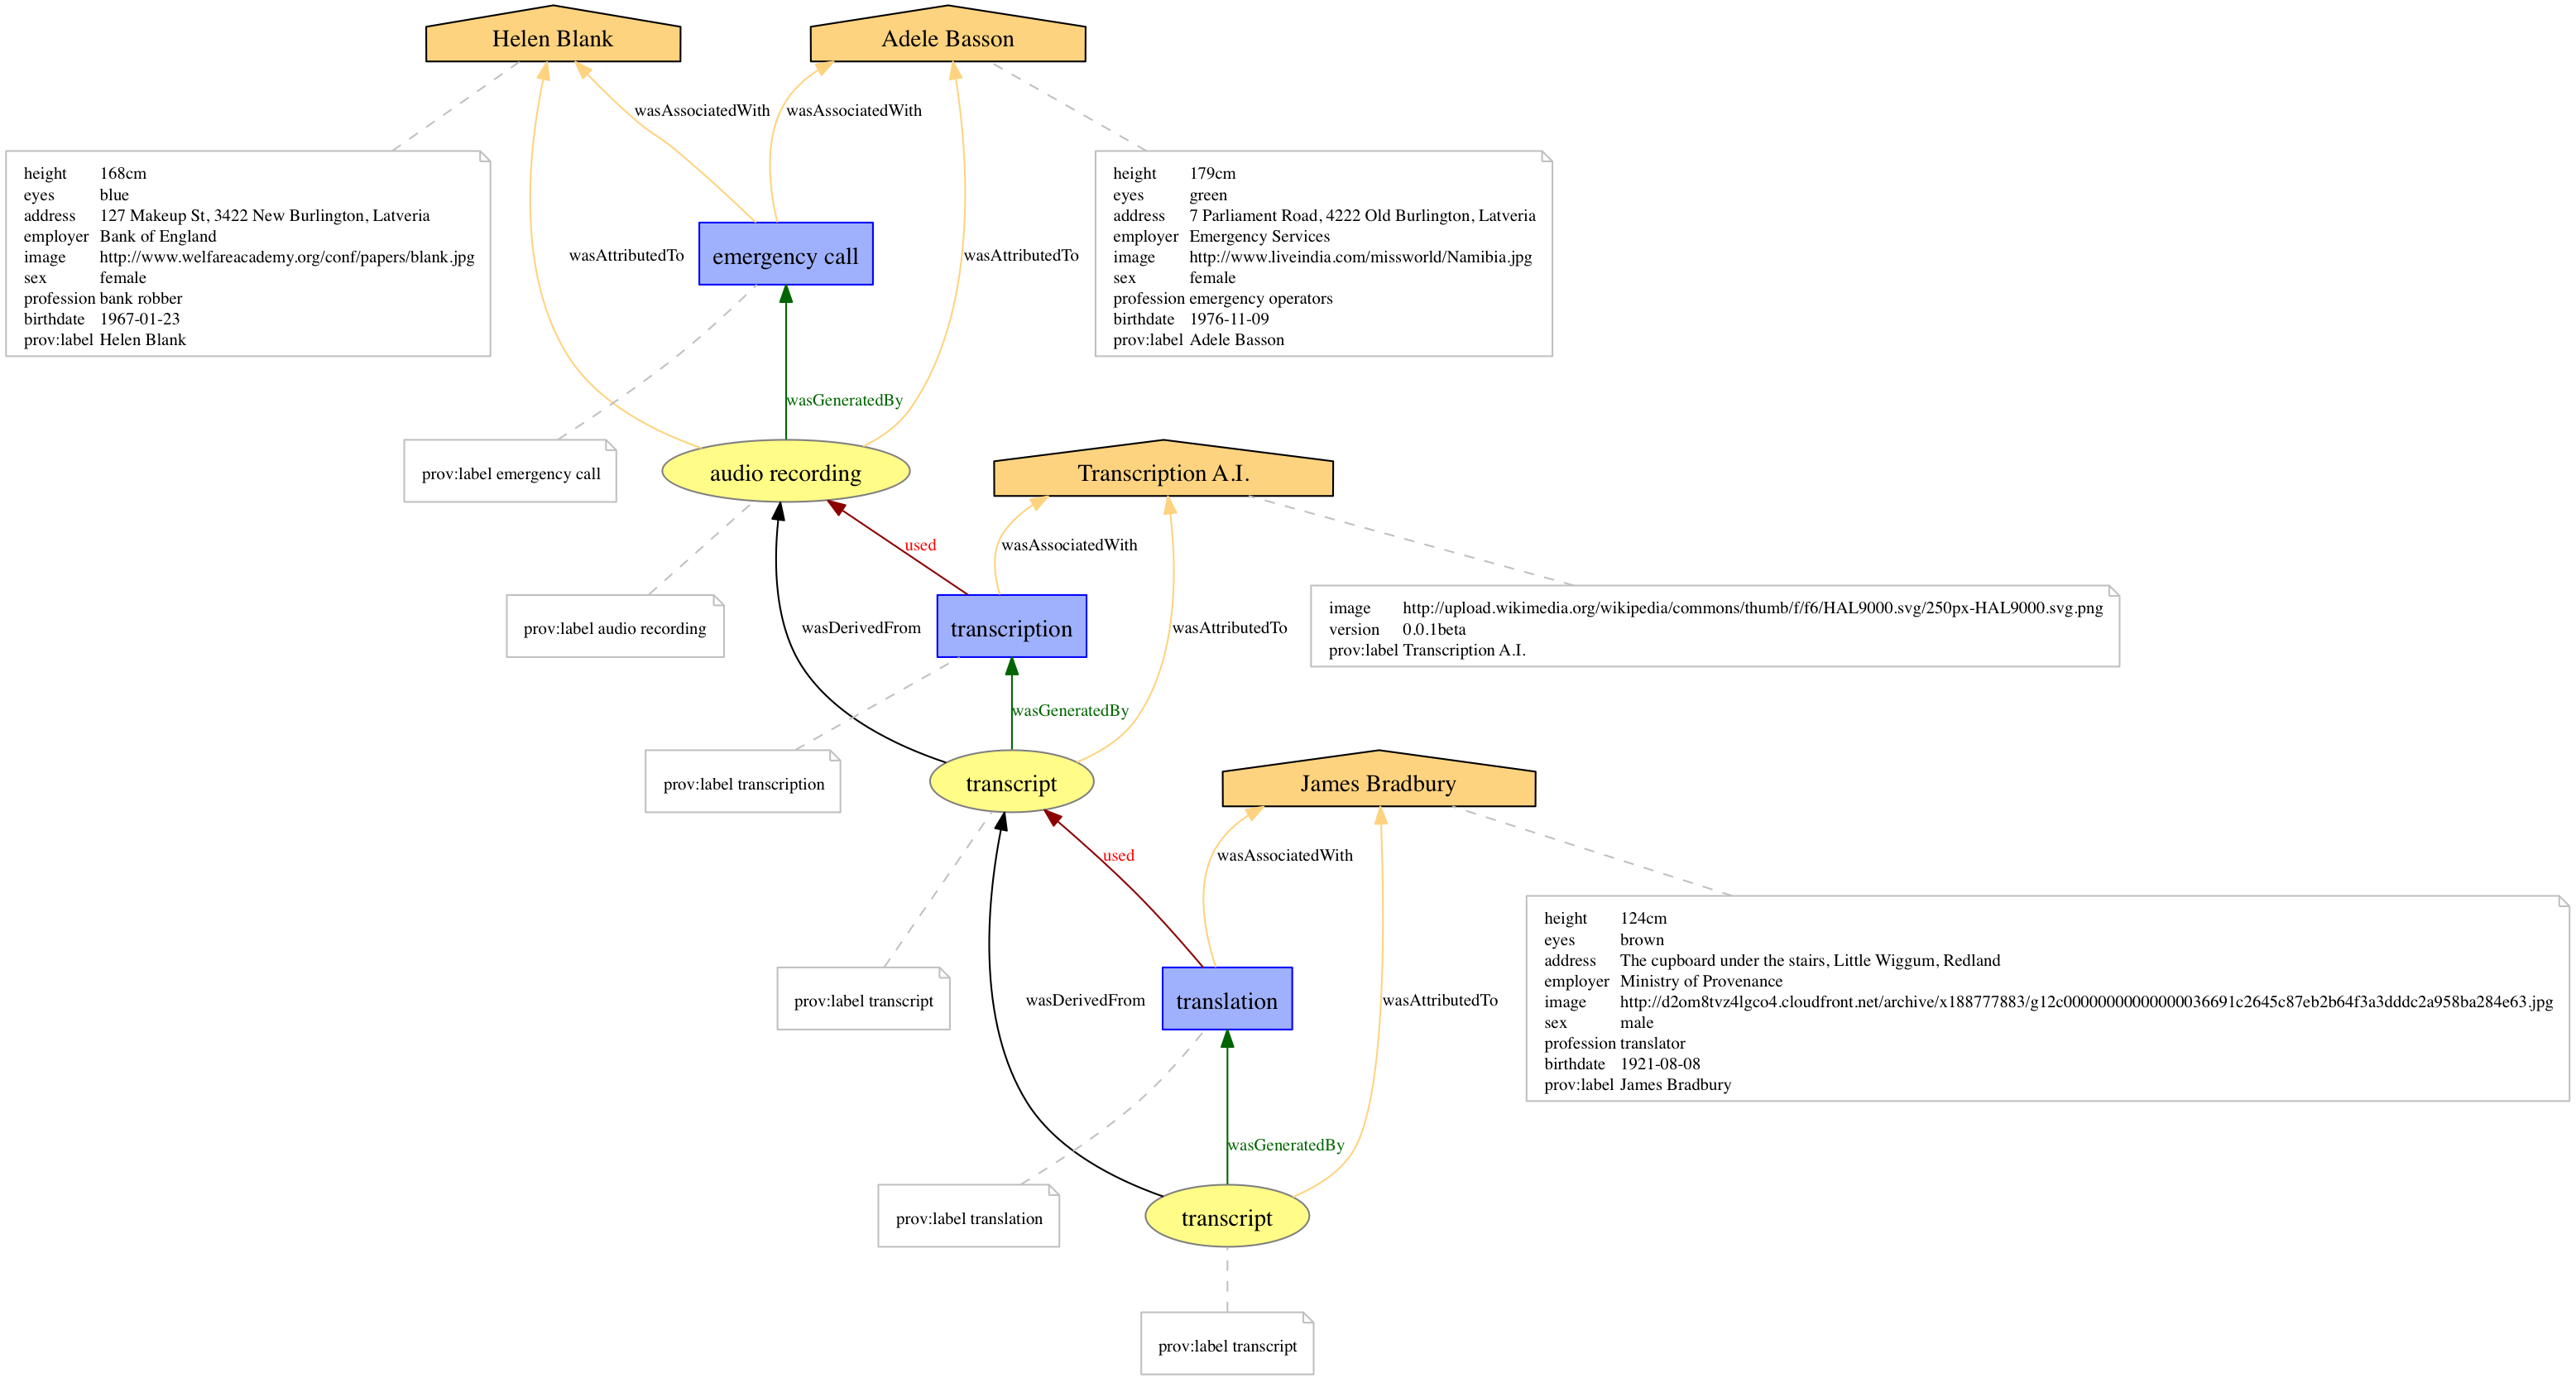 Helen Blank
Adele Basson
wasAssociatedWith
wasAssociatedWith
height 168cm
eyes blue
address 127 Makeup St, 3422 New Burlington, Latveria
employer Bank of England
image http://www.welfareacademy.org/conf/papers/blank.jpg
sex female
profession bank robber
birthdate 1967-01-23
prov:label Helen Blank
wasAttributedTo
emergency call
wasAttributedTo
height 179cm
eyes green
address 7 Parliament Road, 4222 Old Burlington, Latveria
employer Emergency Services
image http://www.liveindia.com/missworld/Namibia.jpg
sex female
profession emergency operators
birthdate 1976-11-09
prov:label Adele Basson
wasGeneratedBy
prov:label emergency call
audio recording
Transcription A.I.
used
wasAssociatedWith
prov:label audio recording
wasDerivedFrom
transcription
wasAttributedTo
image http://upload.wikimedia.org/wikipedia/commons/thumb/f/f6/HAL9000.svg/250px-HAL9000.svg.png
version 0.0.1beta
prov:label Transcription A.I.
wasGeneratedBy
prov:label transcription
transcript
James Bradbury
used
wasAssociatedWith
prov:label transcript
wasDerivedFrom
translation
wasAttributedTo
height 124cm
eyes brown
address The cupboard under the stairs, Little Wiggum, Redland
employer Ministry of Provenance
image http://d2om8tvz4lgco4.cloudfront.net/archive/x188777883/g12c00000000000000036691c2645c87eb2b64f3a3dddc2a958ba284e63.jpg
sex male
profession translator
birthdate 1921-08-08
prov:label James Bradbury
wasGeneratedBy
prov:label translation
transcript
prov:label transcript